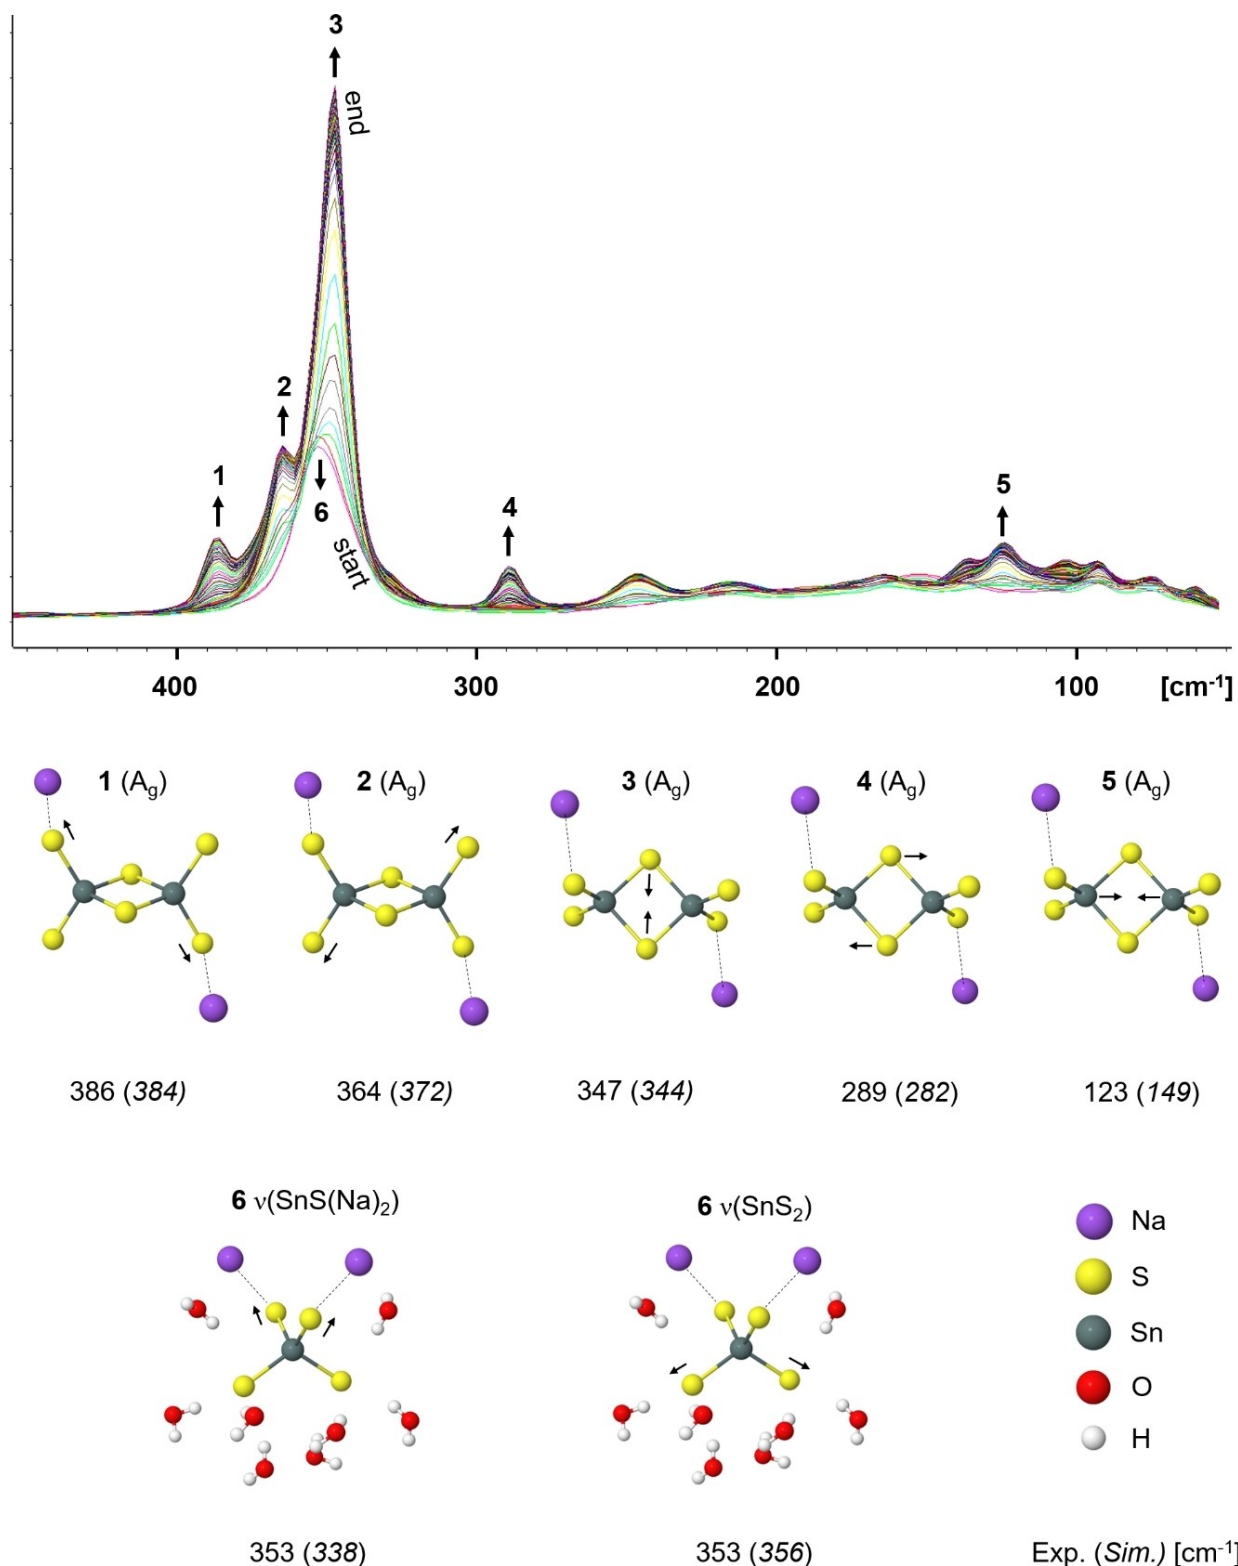 3
end
2
1
6
start
4
5
400 300 200 100 [cm-1]
1 (Ag) 2 (Ag) 3 (Ag) 4 (Ag) 5 (Ag)
386 (384) 364 (372) 347 (344) 289 (282) 123 (149)
6 ν(SnS(Na)2) 6 ν(SnS2)
Na
S
Sn
O
H
353 (338) 353 (356) Exp. (Sim.) [cm-1]